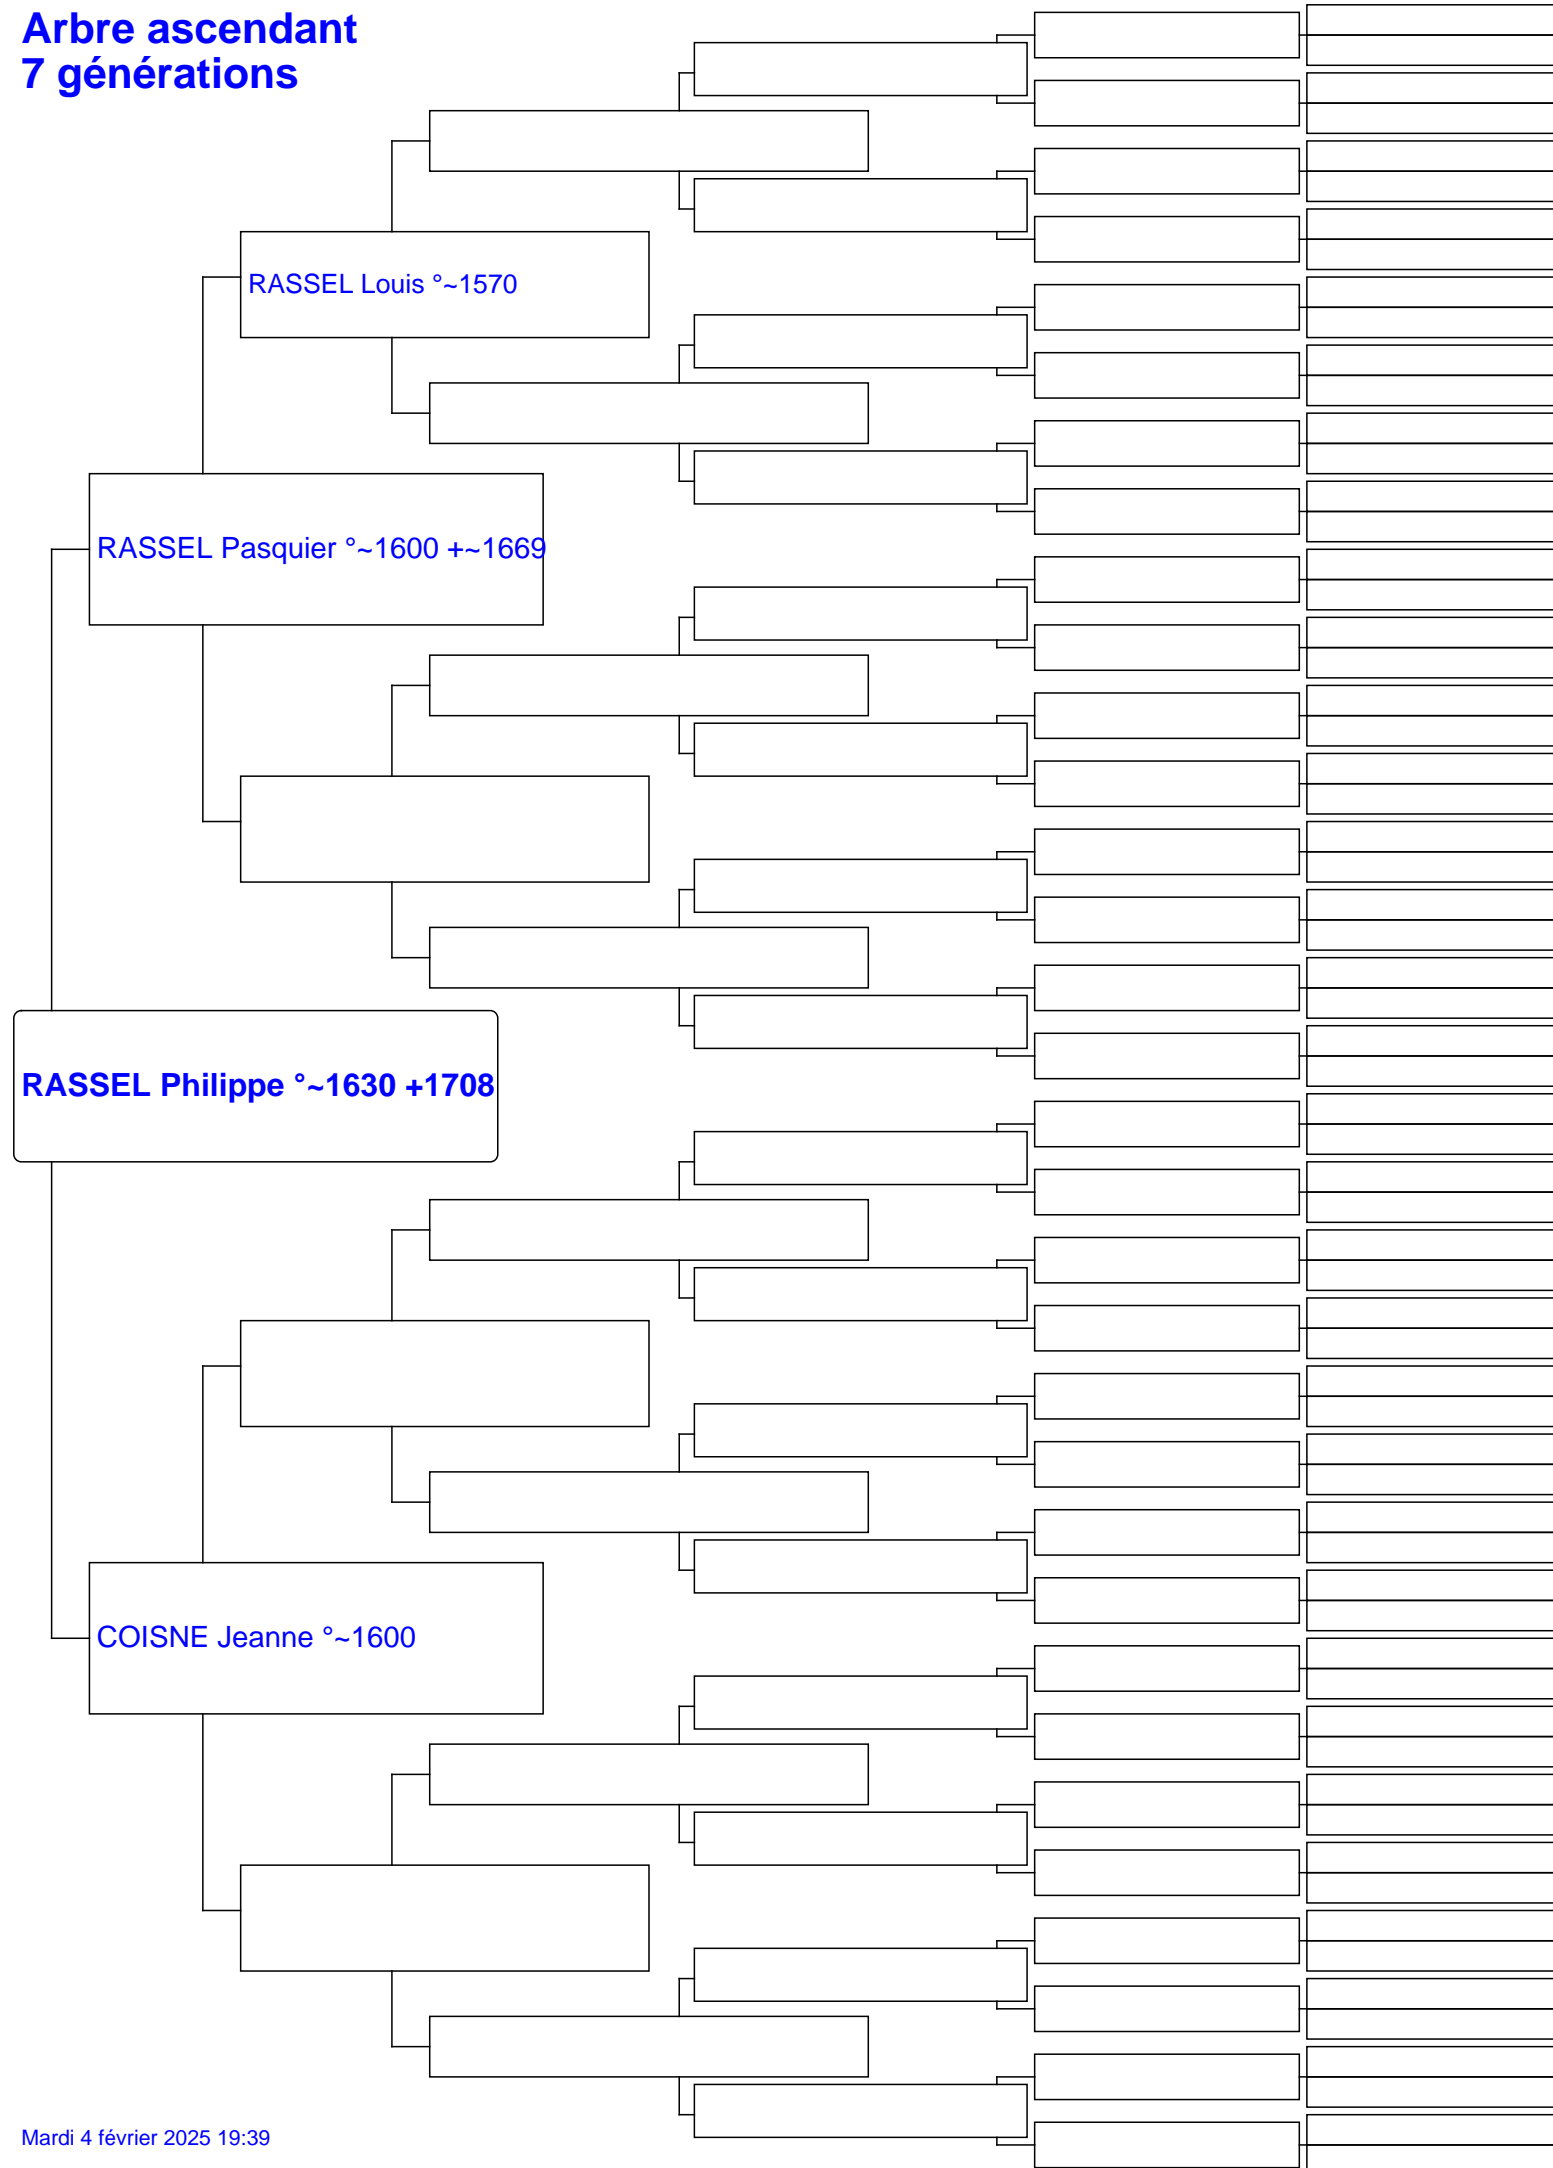 Arbre ascendant
7 générations
RASSEL Louis °~1570
RASSEL Pasquier °~1600 +~1669
RASSEL Philippe °~1630 +1708
COISNE Jeanne °~1600
Mardi 4 février 2025 19:39